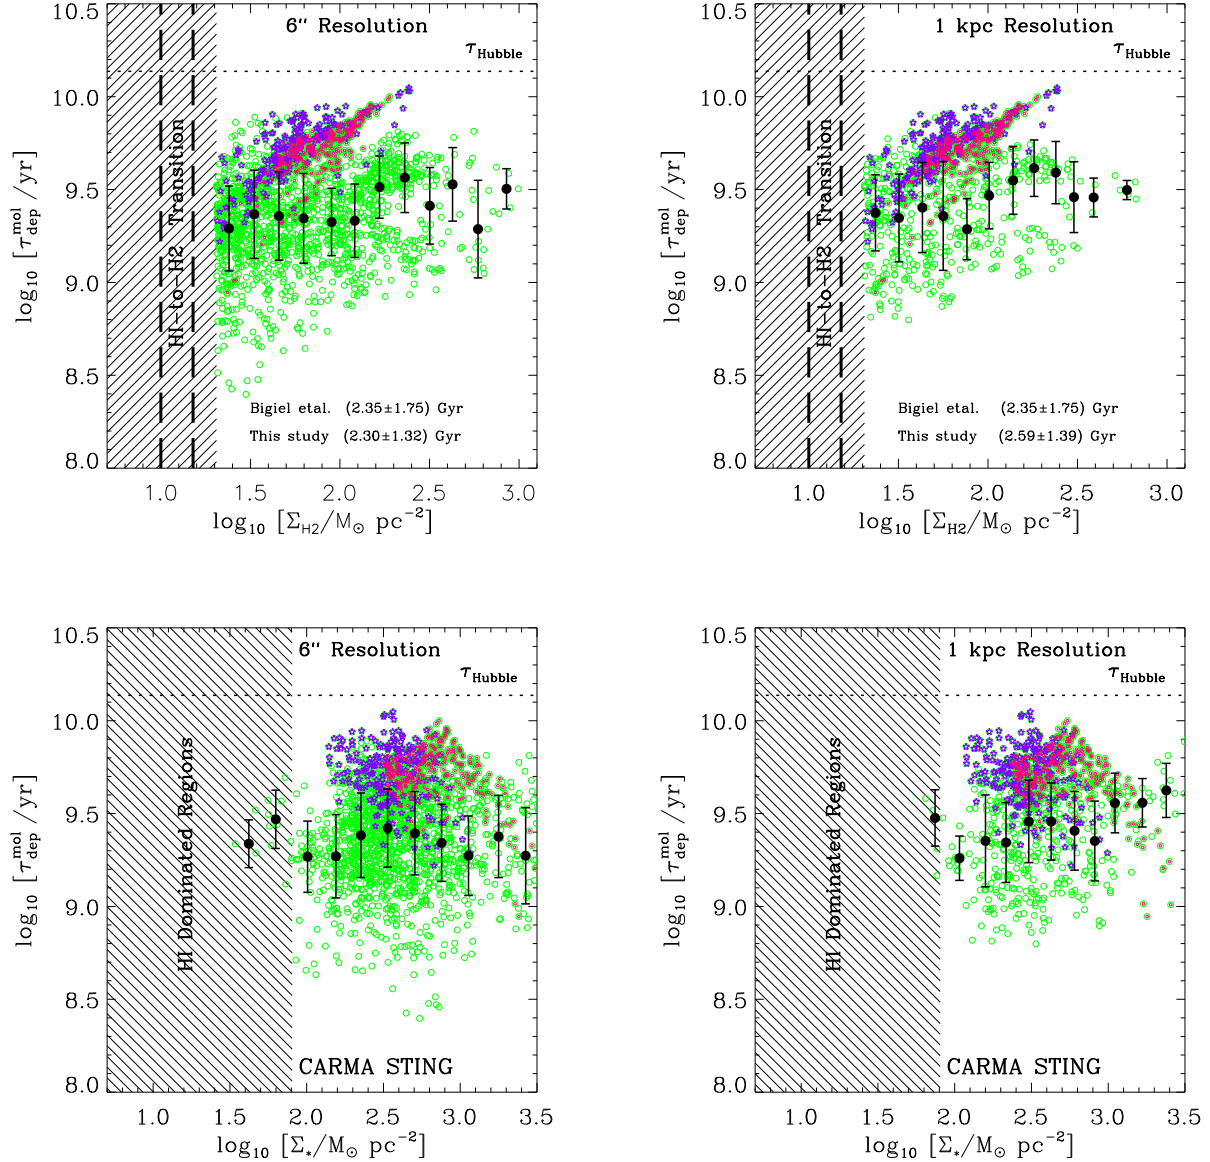 6″ Resolution
τHubble
HI-to-H2 Transition
log10 [τdep^mol /yr]
10.5
10.0
9.5
9.0
8.5
8.0
Bigiel etal. (2.35±1.75) Gyr
This study (2.30±1.32) Gyr
1.0 1.5 2.0 2.5 3.0
log10 [ΣH2/M⊙ pc−2]
1 kpc Resolution
τHubble
HI-to-H2 Transition
log10 [τdep^mol /yr]
10.5
10.0
9.5
9.0
8.5
8.0
Bigiel etal. (2.35±1.75) Gyr
This study (2.59±1.39) Gyr
1.0 1.5 2.0 2.5 3.0
log10 [ΣH2/M⊙ pc−2]
6″ Resolution
τHubble
HI Dominated Regions
log10 [τdep^mol /yr]
10.5
10.0
9.5
9.0
8.5
8.0
CARMA STING
1.0 1.5 2.0 2.5 3.0 3.5
log10 [Σ*/M⊙ pc−2]
1 kpc Resolution
τHubble
HI Dominated Regions
log10 [τdep^mol /yr]
10.5
10.0
9.5
9.0
8.5
8.0
CARMA STING
1.0 1.5 2.0 2.5 3.0 3.5
log10 [Σ*/M⊙ pc−2]